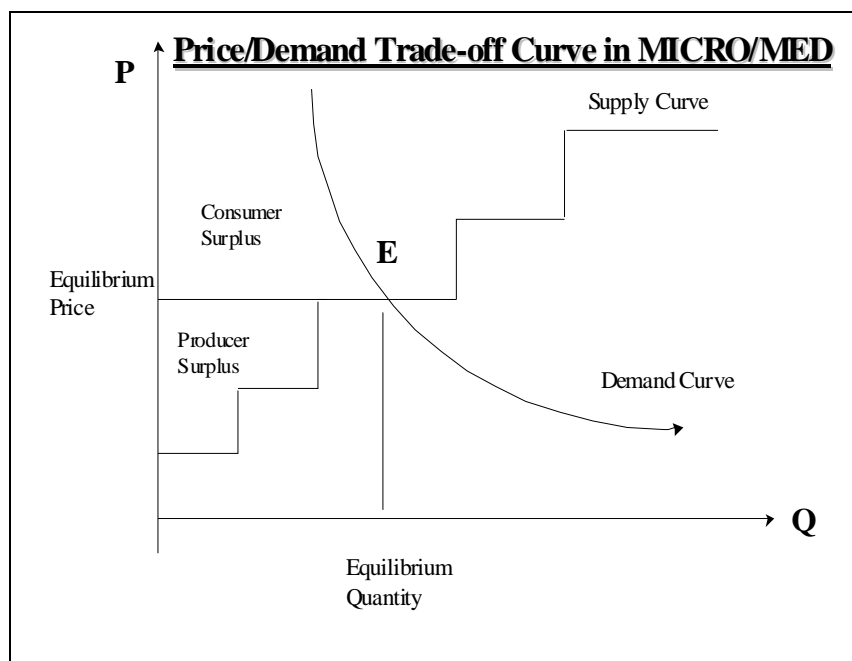 Price/Demand Trade-off Curve in MICRO/MED
P
Supply Curve
Consumer
Surplus
E
Equilibrium
Price
Producer
Surplus
Demand Curve
Q
Equilibrium
Quantity